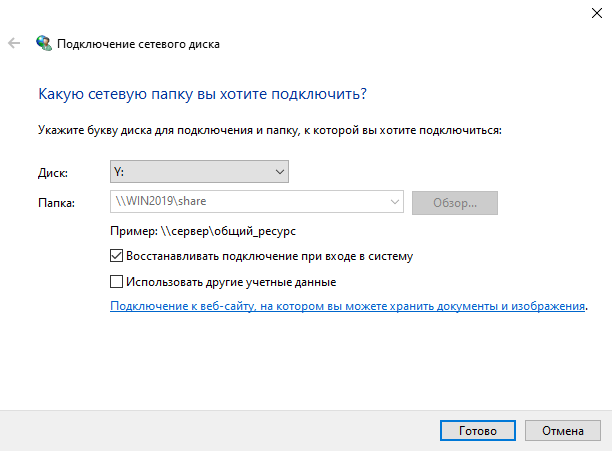 Подключение сетевого диска
Какую сетевую папку вы хотите подключить?
Укажите букву диска для подключения и папку, к которой вы хотите подключиться:
Диск: Y:
Папка: \\WIN2019\share Обзор...
Пример: \\сервер\общий_ресурс
Восстанавливать подключение при входе в систему
Использовать другие учетные данные
Подключение к веб-сайту, на котором вы можете хранить документы и изображения.
Готово Отмена